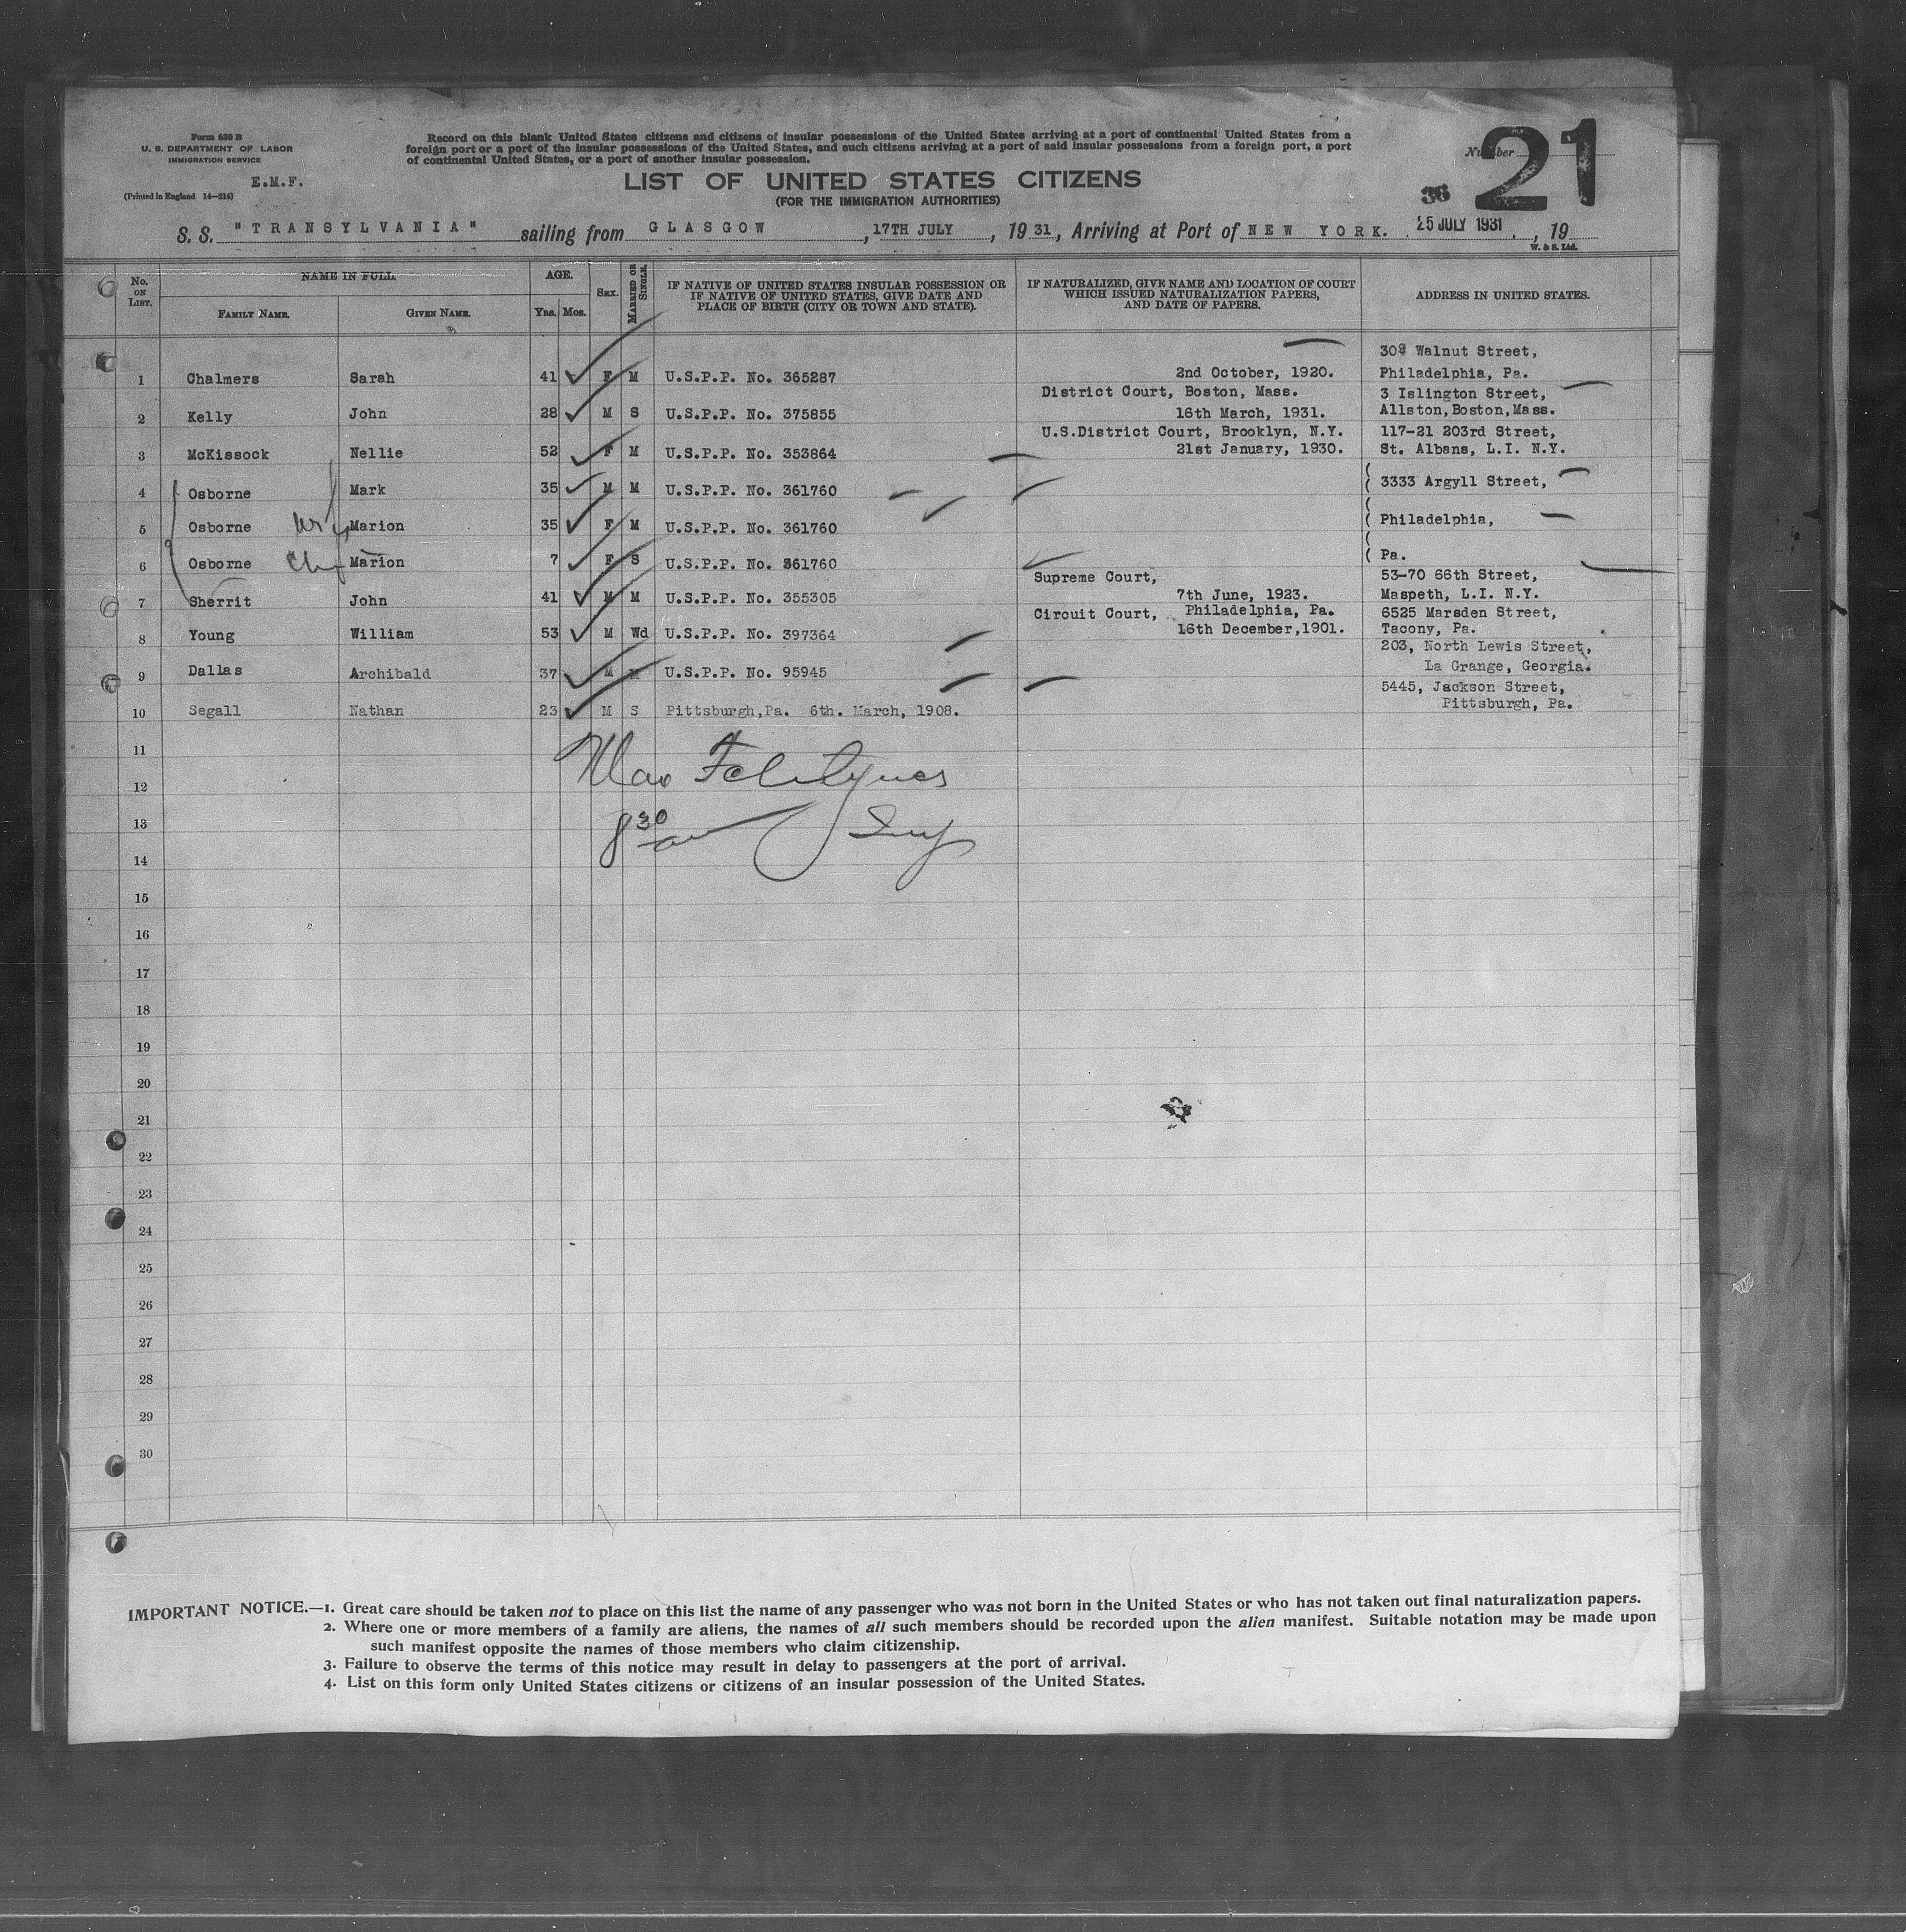 Form 630 B
U. S. DEPARTMENT OF LABOR
IMMIGRATION SERVICE
E.M.F.
(Printed in England 14—214)
Record on this blank United States citizens and citizens of insular possessions of the United States arriving at a port of continental United States from a
foreign port or a port of the insular possessions of the United States, and such citizens arriving at a port of said insular possessions from a foreign port, a port
of continental United States, or a port of another insular possession.
LIST OF UNITED STATES CITIZENS
(FOR THE IMMIGRATION AUTHORITIES)
Number
21
36
S. S. "TRANSYLVANIA" sailing from GLASGOW, 17TH JULY, 1931, Arriving at Port of NEW YORK. 25 JULY 1931, 19
W. & S. Ltd.
No. ON LIST. NAME IN FULL. FAMILY NAME. GIVEN NAME. AGE. Yrs. Mos. SEX. MARRIED OR SINGLE. IF NATIVE OF UNITED STATES INSULAR POSSESSION OR IF NATIVE OF UNITED STATES, GIVE DATE AND PLACE OF BIRTH (CITY OR TOWN AND STATE). IF NATURALIZED, GIVE NAME AND LOCATION OF COURT WHICH ISSUED NATURALIZATION PAPERS, AND DATE OF PAPERS. ADDRESS IN UNITED STATES.
Walnut Street,
1 Chalmers Sarah 41 F M U.S.P.P. No. 365287 2nd October, 1920. Philadelphia, Pa.
District Court, Boston, Mass. 3 Islington Street,
2 Kelly John 28 M S U.S.P.P. No. 375855 16th March, 1931. Allston, Boston, Mass.
U.S.District Court, Brooklyn, N.Y. 117-21 203rd Street,
3 McKissock Nellie 52 F M U.S.P.P. No. 353864 21st January, 1930. St. Albans, L.I. N.Y.
4 Osborne Mark 35 M M U.S.P.P. No. 361760 ( 3333 Argyll Street,
5 Osborne Marion 35 F M U.S.P.P. No. 361760 ( Philadelphia,
6 Osborne Marion 7 F S U.S.P.P. No. 361760 ( Pa.
Supreme Court, 53-70 66th Street,
7 Sherrit John 41 M M U.S.P.P. No. 355305 7th June, 1923. Maspeth, L.I. N.Y.
Circuit Court, Philadelphia, Pa. 6525 Marsden Street,
8 Young William 53 M Wd U.S.P.P. No. 397364 16th December,1901. Tacony, Pa.
203, North Lewis Street,
9 Dallas Archibald 37 M M U.S.P.P. No. 95945 La Grange, Georgia.
5445, Jackson Street,
10 Segall Nathan 23 M S Pittsburgh,Pa. 6th. March, 1908. Pittsburgh, Pa.
11
12
8 30
13
14
15
16
17
18
19
20
21
22
23
24
25
26
27
28
29
30
IMPORTANT NOTICE.—1. Great care should be taken not to place on this list the name of any passenger who was not born in the United States or who has not taken out final naturalization papers.
2. Where one or more members of a family are aliens, the names of all such members should be recorded upon the alien manifest. Suitable notation may be made upon
such manifest opposite the names of those members who claim citizenship.
3. Failure to observe the terms of this notice may result in delay to passengers at the port of arrival.
4. List on this form only United States citizens or citizens of an insular possession of the United States.